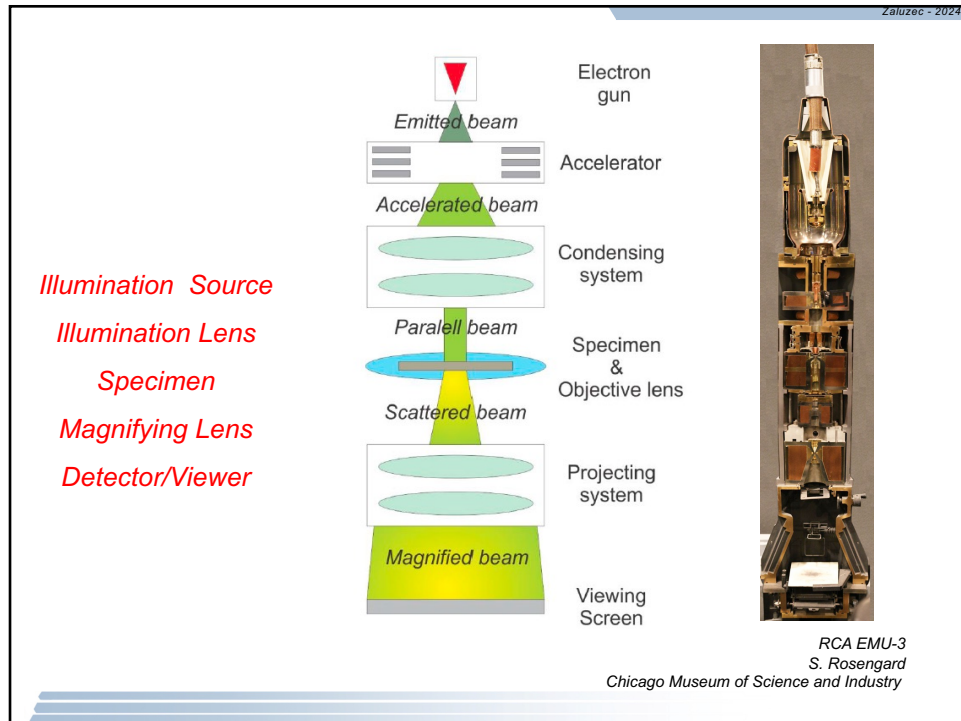 Zaluzec - 2024
Illumination Source
Illumination Lens
Specimen
Magnifying Lens
Detector/Viewer
Electron
gun
Emitted beam
Accelerator
Accelerated beam
Condensing
system
Paralell beam
Specimen
&
Objective lens
Scattered beam
Projecting
system
Magnified beam
Viewing
Screen
RCA EMU-3
S. Rosengard
Chicago Museum of Science and Industry